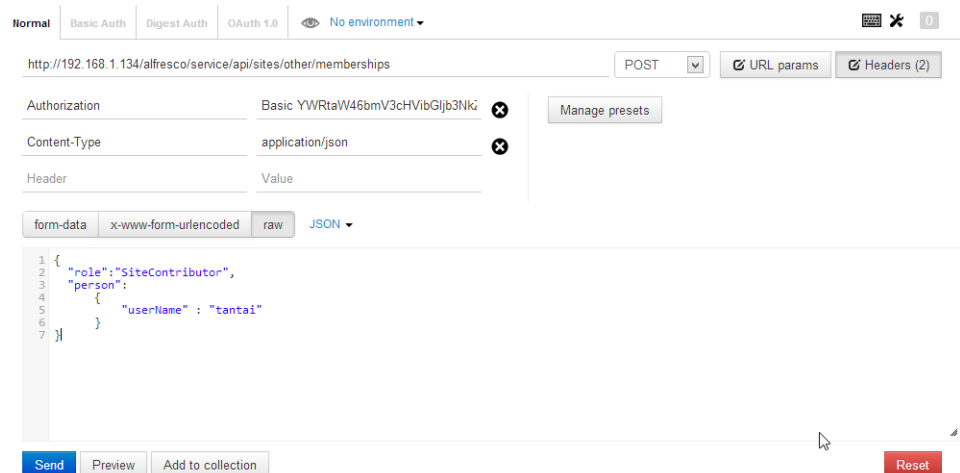 Normal Basic Auth Digest Auth OAuth 1.0 No environment 0
http://192.168.1.134/alfresco/service/api/sites/other/memberships POST URL params Headers (2)
Authorization Basic Manage presets
Content-Type application/json
Header Value
form-data x-www-form-urlencoded raw JSON
1 {
2 "role":"SiteContributor",
3 "person":
4 {
5 "userName" : "tantai"
6 }
7 }
Send Preview Add to collection Reset